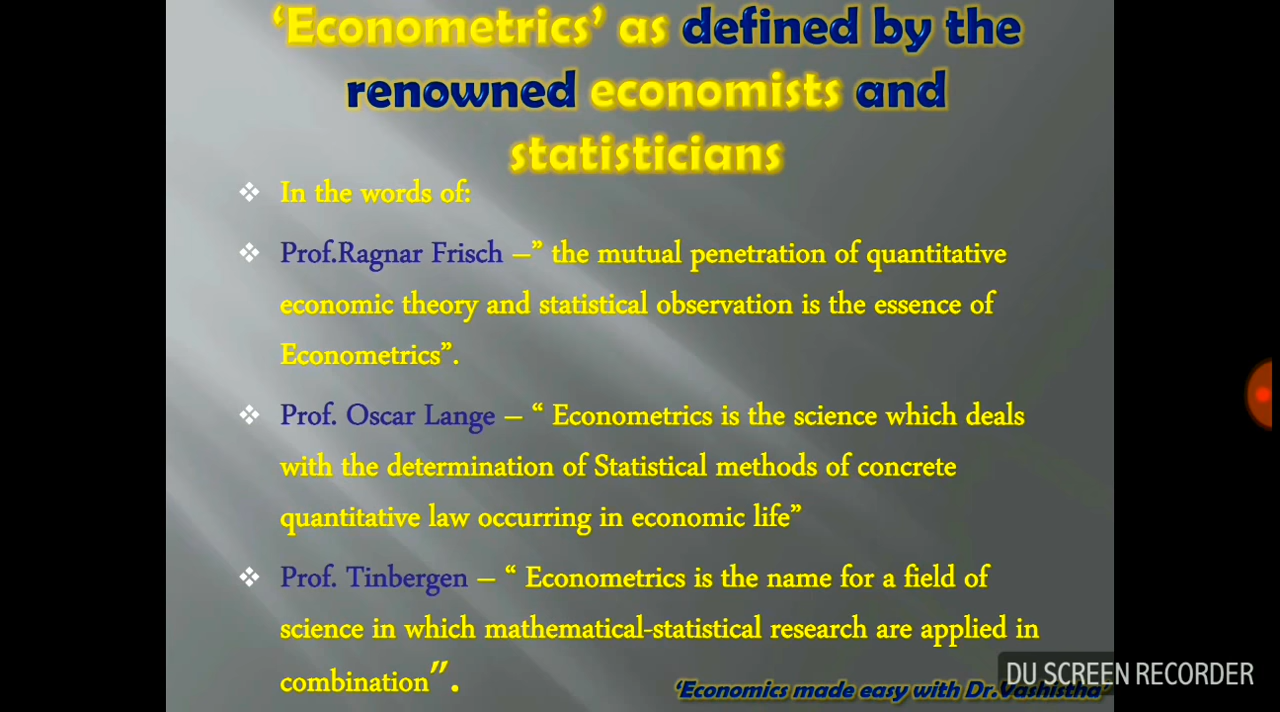 ‘Econometrics’ as defined by the
renowned economists and
statisticians
In the words of:
Prof.Ragnar Frisch –” the mutual penetration of quantitative
economic theory and statistical observation is the essence of
Econometrics”.
Prof. Oscar Lange – “ Econometrics is the science which deals
with the determination of Statistical methods of concrete
quantitative law occurring in economic life”
Prof. Tinbergen – “ Econometrics is the name for a field of
science in which mathematical-statistical research are applied in
combination”.
DU SCREEN RECORDER
‘Economics made easy with Dr.Vashistha’